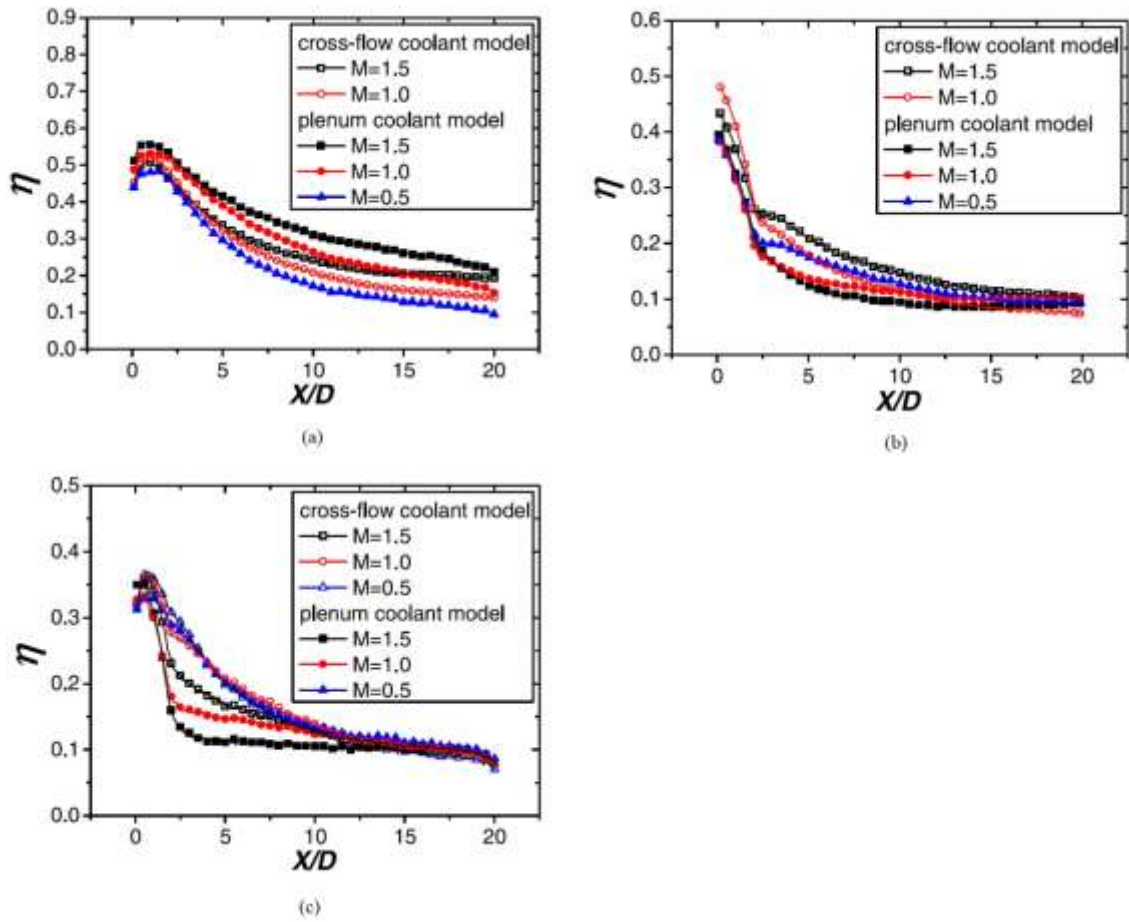 0.9
0.8
0.7
0.6
0.5
0.4
0.3
0.2
0.1
0.0
η
cross-flow coolant model
M=1.5
M=1.0
plenum coolant model
M=1.5
M=1.0
M=0.5
0 5 10 15 20
X/D
(a)
0.6
0.5
0.4
0.3
0.2
0.1
0.0
η
cross-flow coolant model
M=1.5
M=1.0
plenum coolant model
M=1.5
M=1.0
M=0.5
0 5 10 15 20
X/D
(b)
0.5
0.4
0.3
0.2
0.1
0.0
η
cross-flow coolant model
M=1.5
M=1.0
M=0.5
plenum coolant model
M=1.5
M=1.0
M=0.5
0 5 10 15 20
X/D
(c)